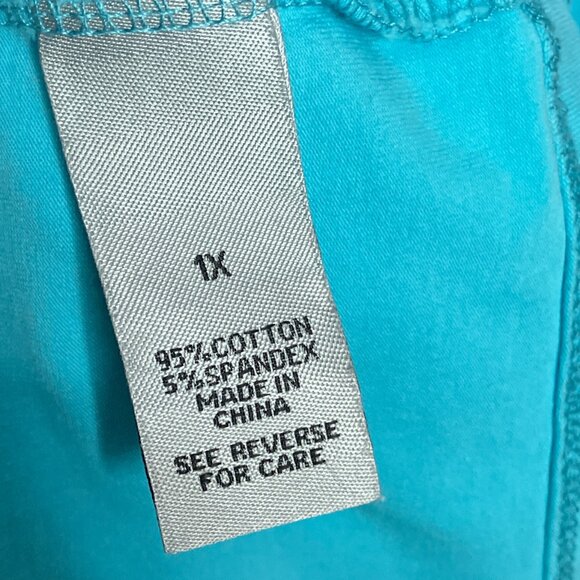 1X
95%COTTON
5%SPANDEX
MADE IN
CHINA
SEE REVERSE
FOR CARE